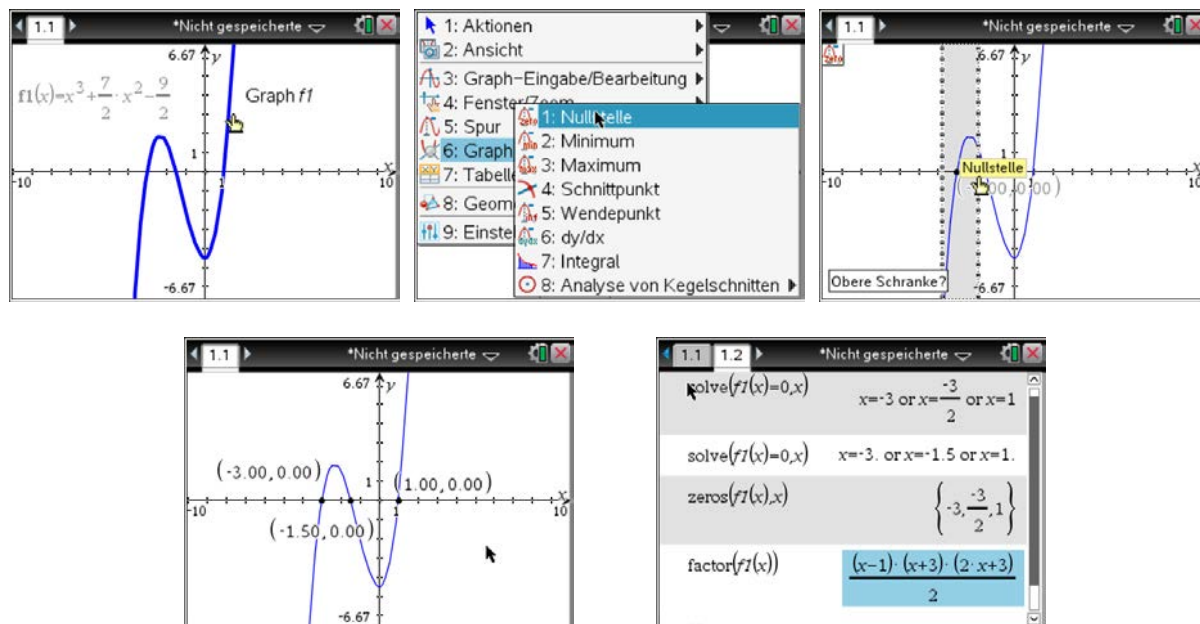 1.1 *Nicht gespeicherte
6.67 y
f1(x)=x³+7/2·x²-9/2
Graph f1
1
x
-10 1 10
-6.67
1: Aktionen
2: Ansicht
3: Graph-Eingabe/Bearbeitung
4: Fenster/Zoom
5: Spur
6: Graph
7: Tabelle
8: Geom
9: Einste
1: Nullstelle
2: Minimum
3: Maximum
4: Schnittpunkt
5: Wendepunkt
6: dy/dx
7: Integral
8: Analyse von Kegelschnitten
1.1 *Nicht gespeicherte
zero
6.67 y
1
x
Nullstelle
-10 10
Obere Schranke?
-6.67
1.1 *Nicht gespeicherte
6.67 y
(-3.00,0.00) 1 (1.00,0.00)
x
-10 1 10
(-1.50,0.00)
-6.67
1.1 1.2 *Nicht gespeicherte
solve(f1(x)=0,x) x=-3 or x=-3/2 or x=1
solve(f1(x)=0,x) x=-3. or x=-1.5 or x=1.
zeros(f1(x),x) {-3,-3/2,1}
factor(f1(x)) (x-1)·(x+3)·(2·x+3)/2